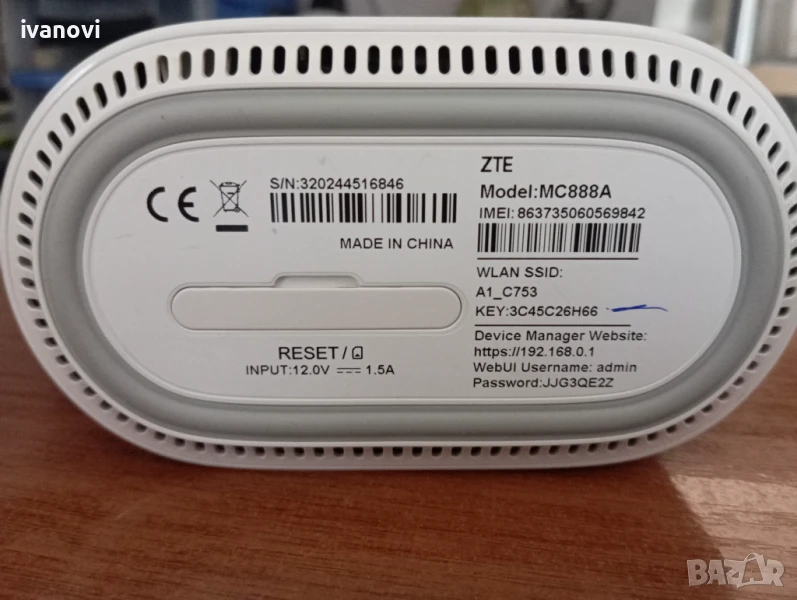 ivanovi
S/N:320244516846
MADE IN CHINA
RESET/
INPUT:12.0V 1.5A
ZTE
Model:MC888A
IMEI:863735060569842
WLAN SSID:
A1_C753
KEY:3C45C26H66
Device Manager Website:
https://192.168.0.1
WebUI Username: admin
Password:JJG3QE2Z
BAZAR